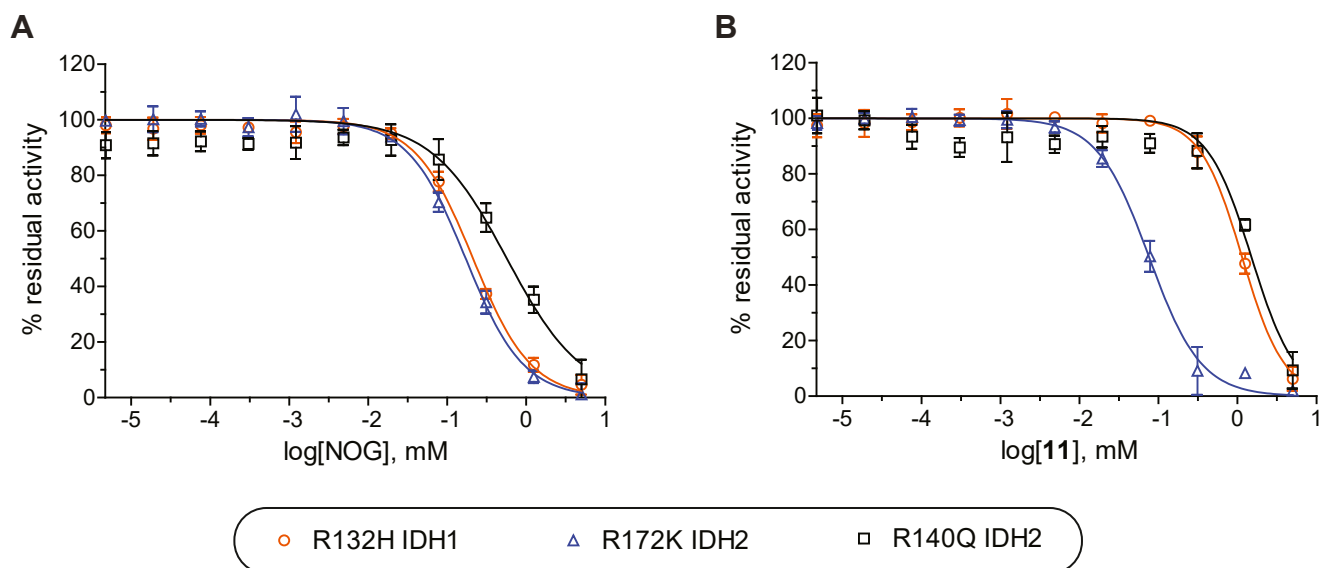 A
120
100
80
60
40
20
0
-5 -4 -3 -2 -1 0 1
% residual activity
log[NOG], mM
B
120
100
80
60
40
20
0
-5 -4 -3 -2 -1 0 1
% residual activity
log[11], mM
R132H IDH1 R172K IDH2 R140Q IDH2